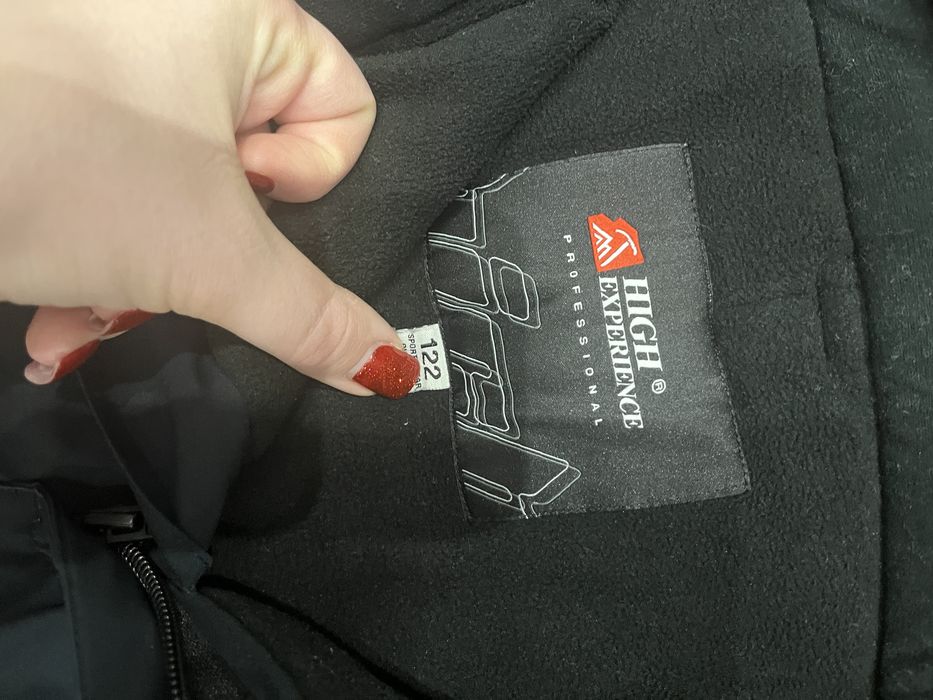 HIGH ®
EXPERIENCE
PROFESSIONAL
122